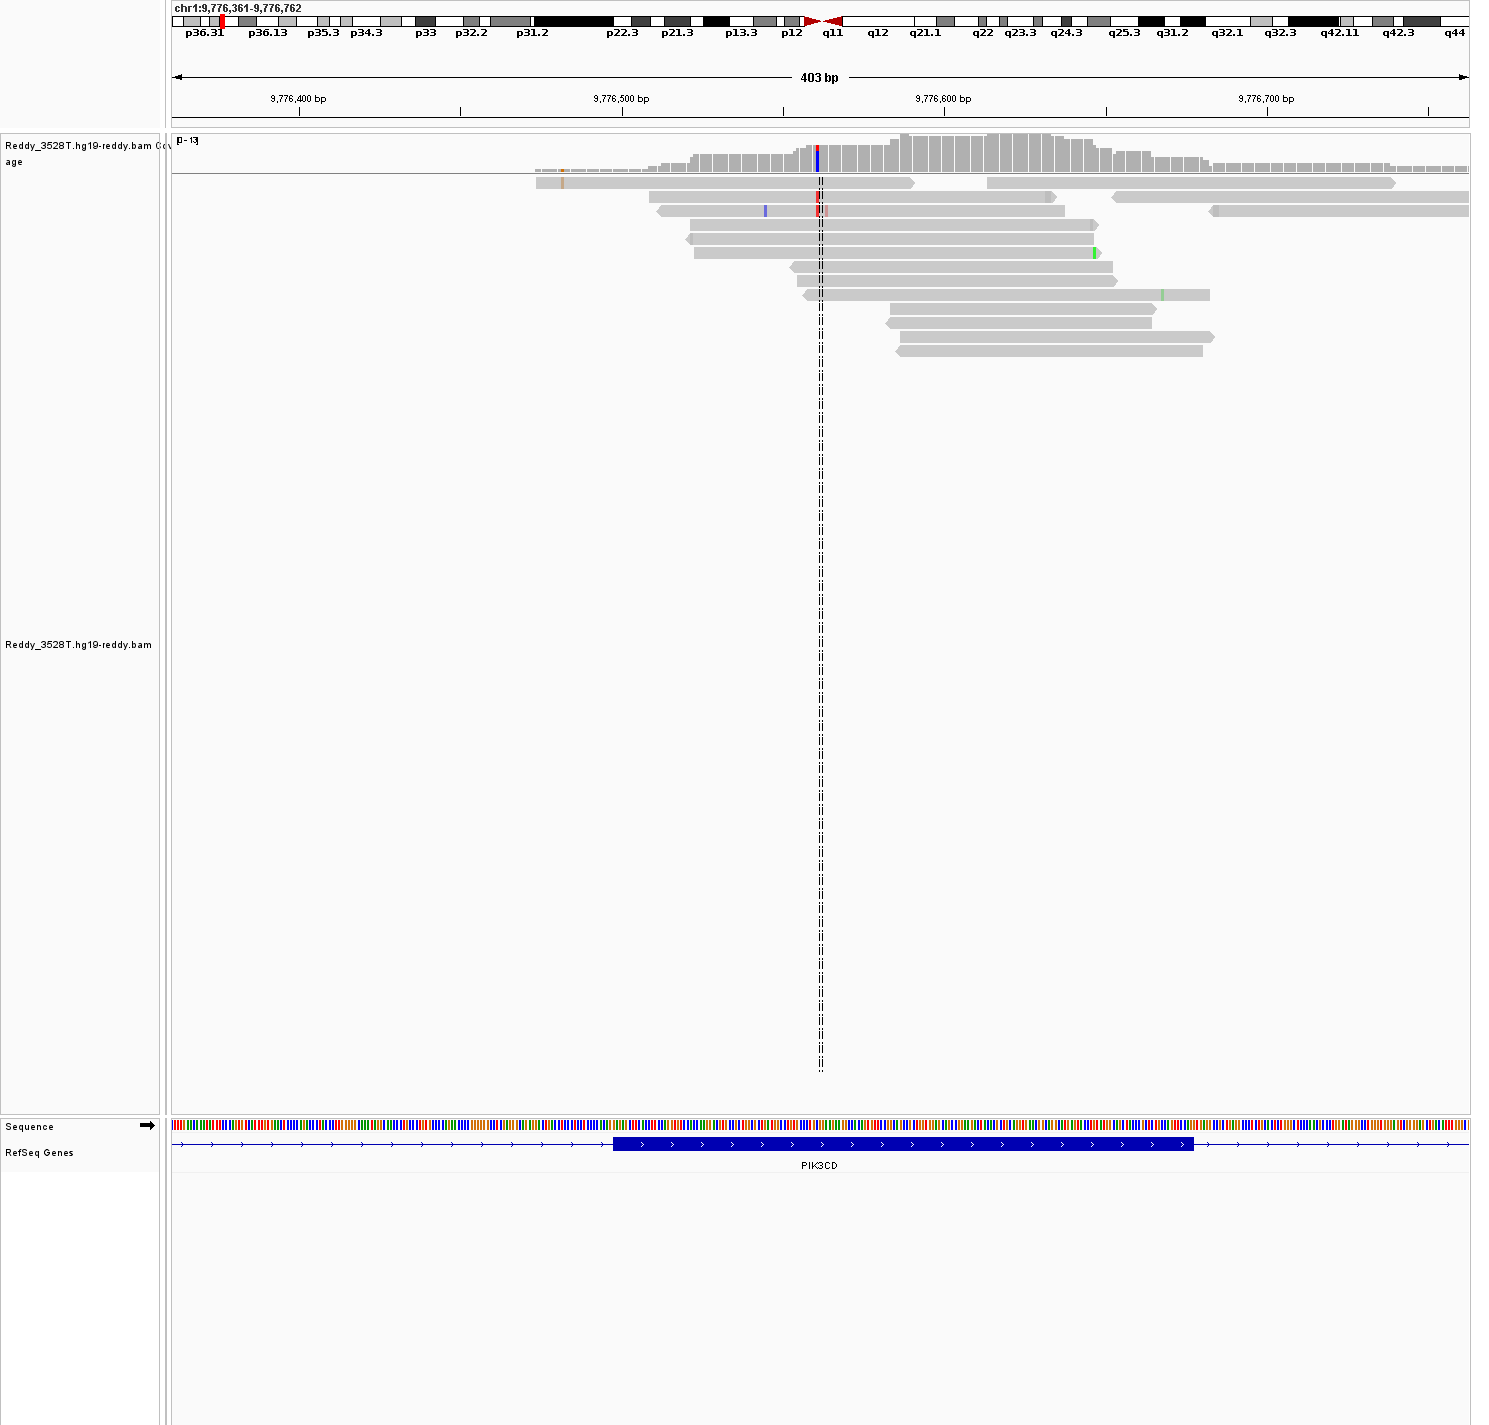 chr1:9,776,361-9,776,762
p36.31 p36.13 p35.3 p34.3 p33 p32.2 p31.2 p22.3 p21.3 p13.3 p12 q11 q12 q21.1 q22 q23.3 q24.3 q25.3 q31.2 q32.1 q32.3 q42.11 q42.3 q44
403 bp
9,776,400 bp 9,776,500 bp 9,776,600 bp 9,776,700 bp
[0 - 13]
Reddy_3528T.hg19-reddy.bam Cov
age
Reddy_3528T.hg19-reddy.bam
Sequence
RefSeq Genes
PIK3CD